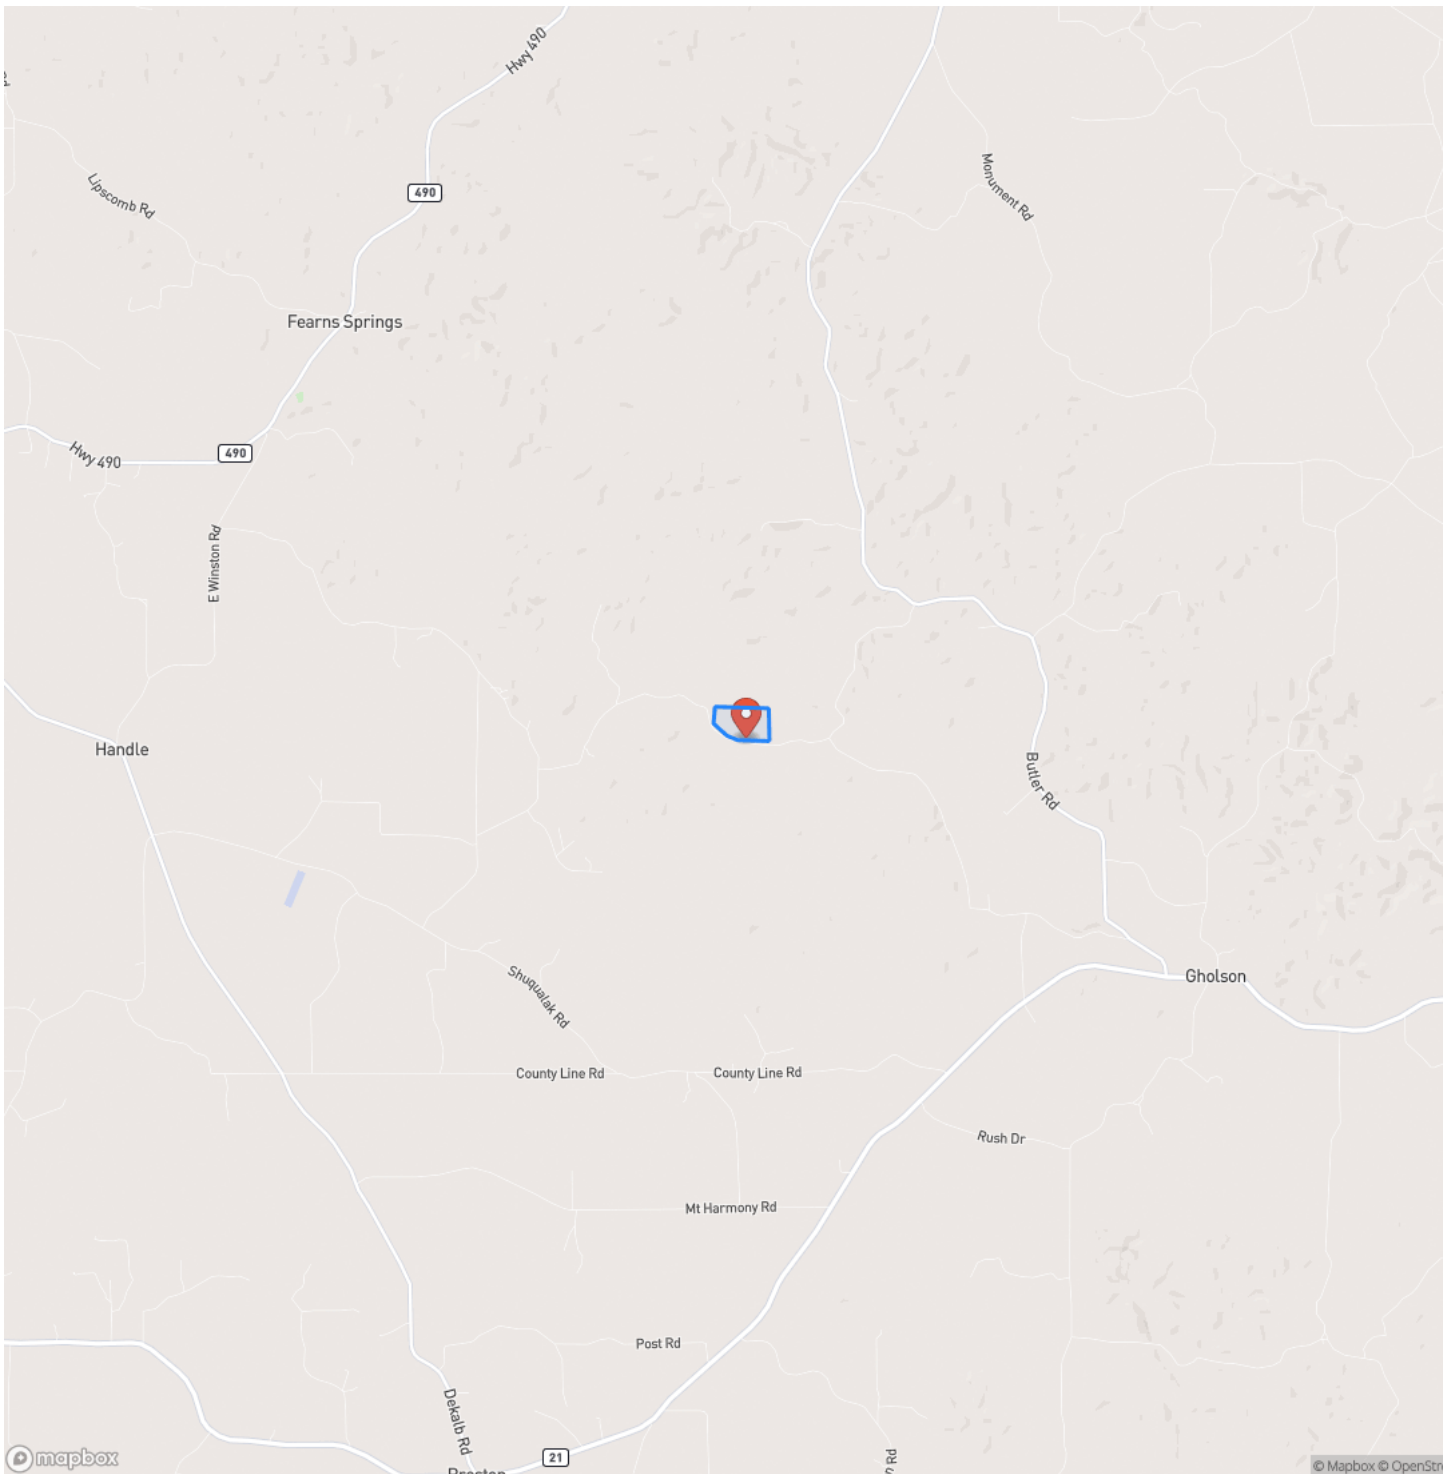 Hwy 490
Rd
490
Lipscomb Rd
Monument Rd
Fearns Springs
Hwy 490
490
E Winston Rd
Handle
Butler Rd
Gholson
Shuqualak Rd
County Line Rd
County Line Rd
Rush Dr
Mt Harmony Rd
Post Rd
Dekalb Rd
21
Preston
mapbox
© Mapbox © OpenStr